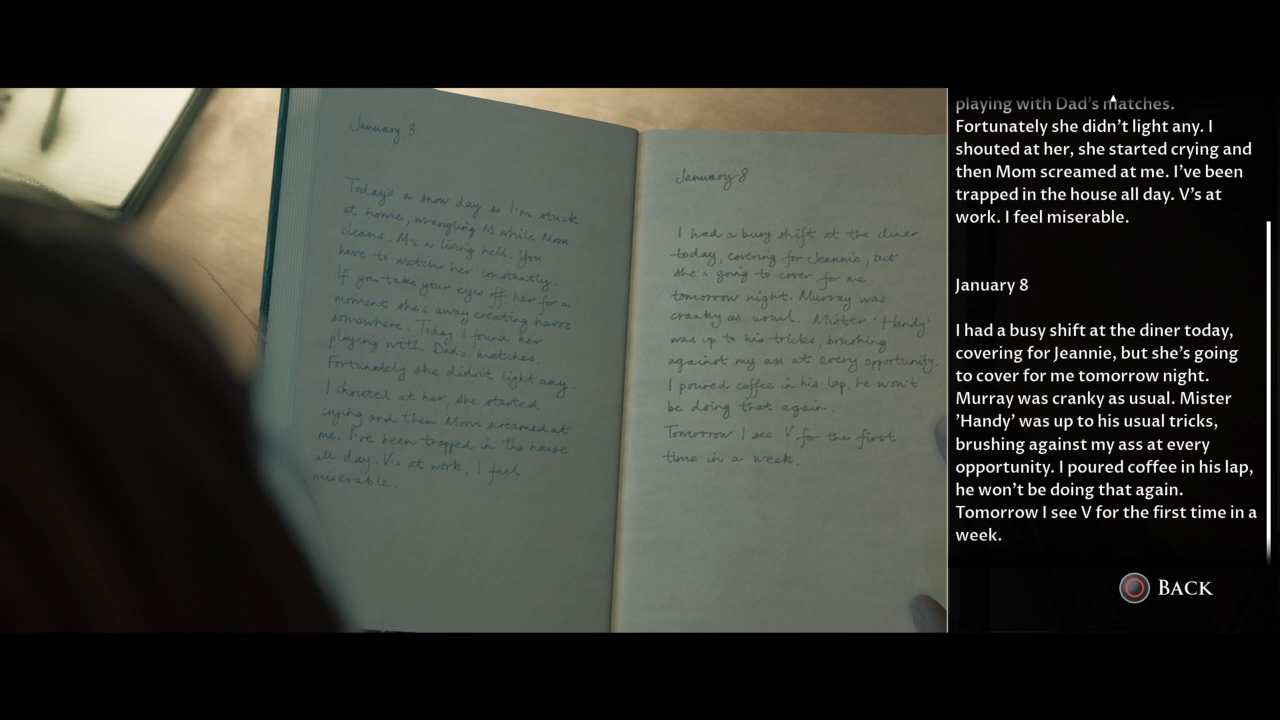 January 3
Today's a snow day so I'm stuck
at home, wrangling M while Mom
cleans. M's a living hell. You
have to watch her constantly.
If you take your eyes off her for a
moment she's away creating havoc
somewhere. Today I found her
playing with Dad's matches.
Fortunately she didn't light any.
I shouted at her, she started
crying and then Mom screamed at
me. I've been trapped in the house
all day. V's at work. I feel
miserable.
January 8
I had a busy shift at the diner
today, covering for Jeannie, but
she's going to cover for me
tomorrow night. Murray was
cranky as usual. Mister 'Handy'
was up to his tricks, brushing
against my ass at every opportunity.
I poured coffee in his lap, he won't
be doing that again.
Tomorrow I see V for the first
time in a week.
playing with Dad's matches.
Fortunately she didn't light any. I
shouted at her, she started crying and
then Mom screamed at me. I've been
trapped in the house all day. V's at
work. I feel miserable.
January 8
I had a busy shift at the diner today,
covering for Jeannie, but she's going
to cover for me tomorrow night.
Murray was cranky as usual. Mister
'Handy' was up to his usual tricks,
brushing against my ass at every
opportunity. I poured coffee in his lap,
he won't be doing that again.
Tomorrow I see V for the first time in a
week.
BACK